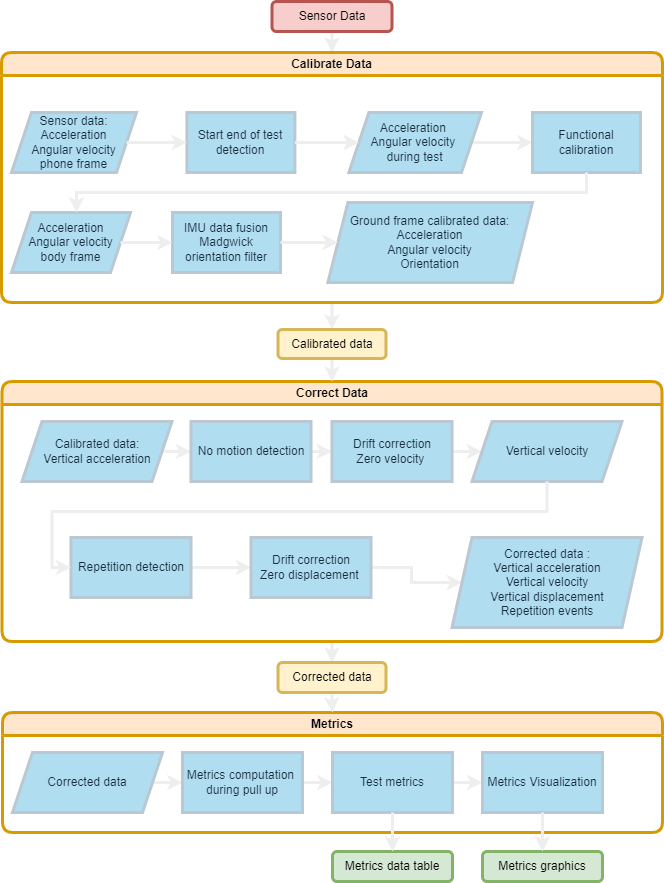 Sensor Data
Calibrate Data
Sensor data:
Acceleration
Angular velocity
phone frame
Start end of test
detection
Acceleration
Angular velocity
during test
Functional
calibration
Acceleration
Angular velocity
body frame
IMU data fusion
Madgwick
orientation filter
Ground frame calibrated data:
Acceleration
Angular velocity
Orientation
Calibrated data
Correct Data
Calibrated data:
Vertical acceleration
No motion detection
Drift correction
Zero velocity
Vertical velocity
Repetition detection
Drift correction
Zero displacement
Corrected data :
Vertical acceleration
Vertical velocity
Vertical displacement
Repetition events
Corrected data
Metrics
Corrected data
Metrics computation
during pull up
Test metrics
Metrics Visualization
Metrics data table
Metrics graphics